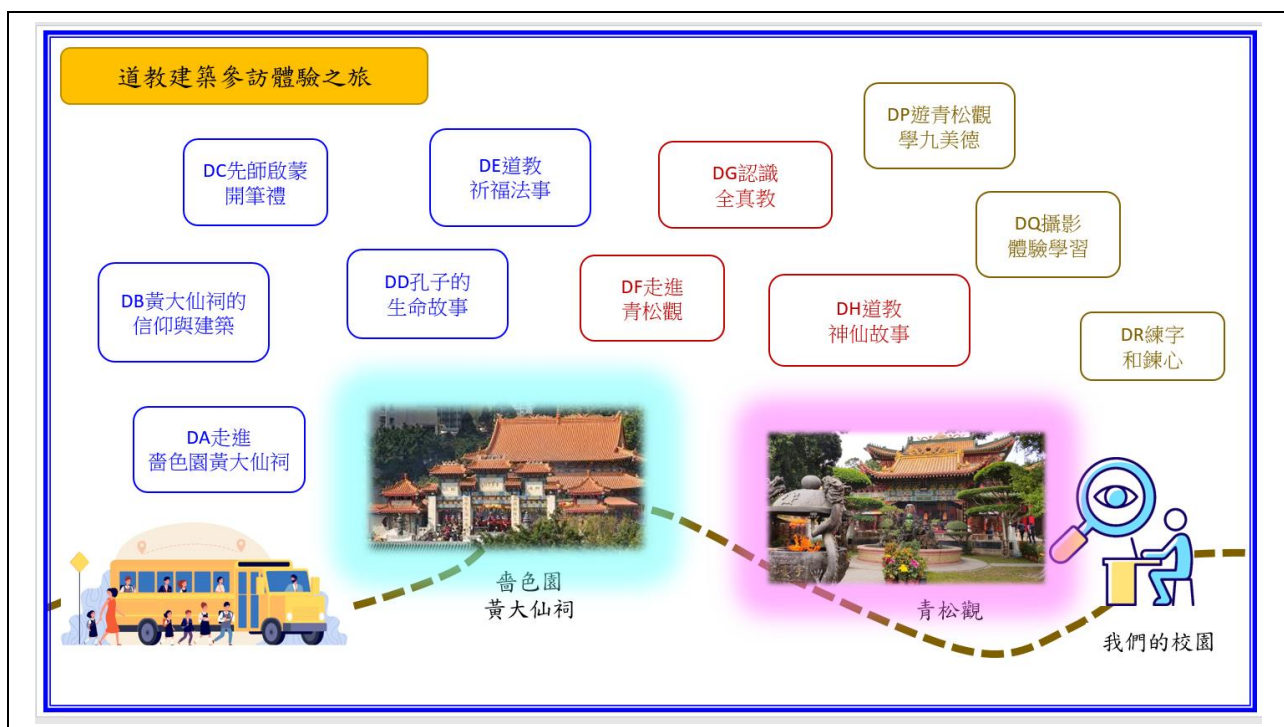 道教建築參訪體驗之旅
DP遊青松觀
學九美德
DC先師啟蒙
開筆禮
DE道教
祈福法事
DG認識
全真教
DQ攝影
體驗學習
DB黃大仙祠的
信仰與建築
DD孔子的
生命故事
DF走進
青松觀
DH道教
神仙故事
DR練字
和鍊心
DA走進
嗇色園黃大仙祠
嗇色園
黃大仙祠
青松觀
我們的校園